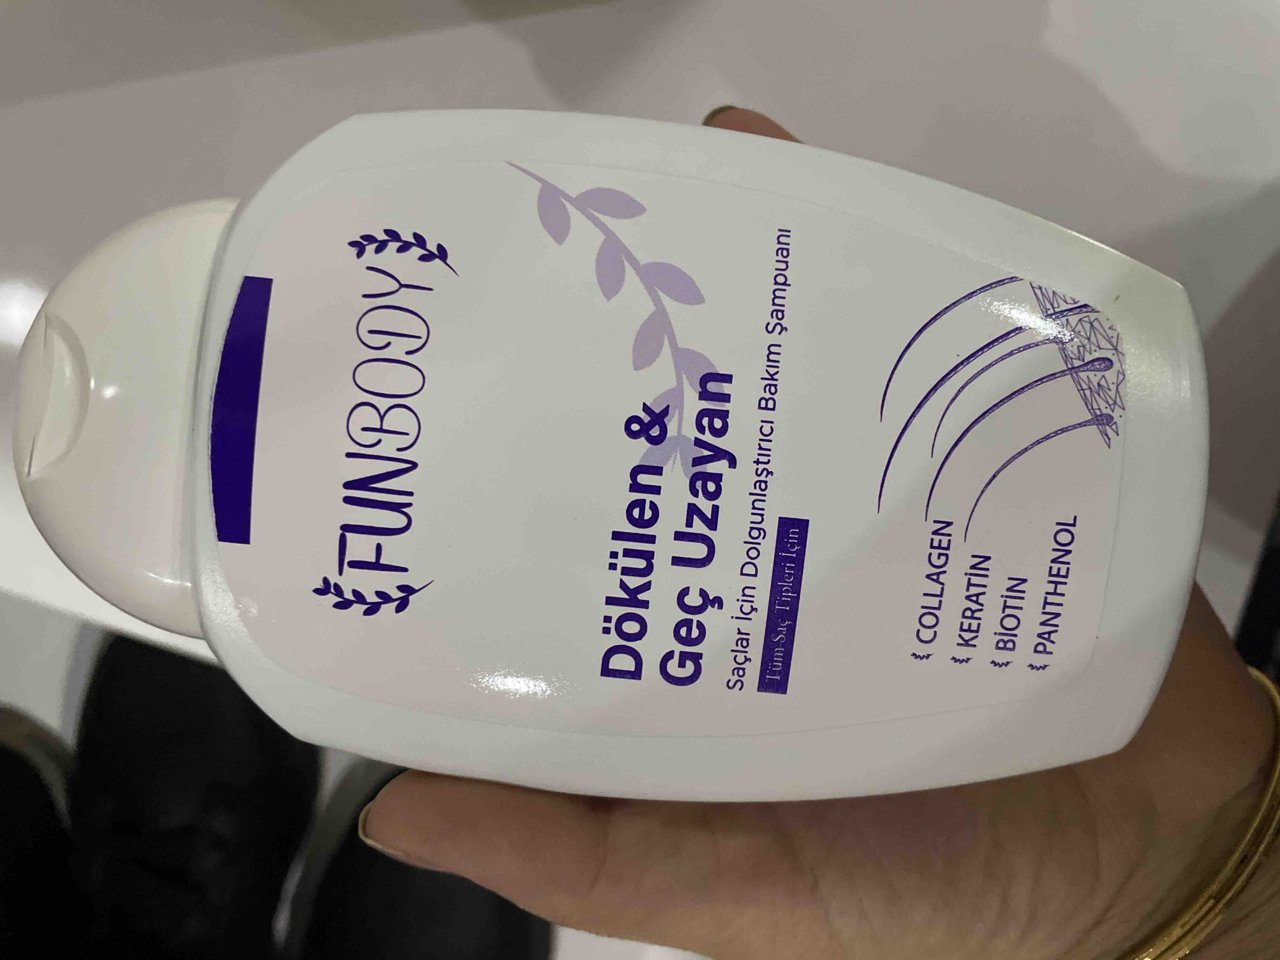 FUNBODY
Dökülen &
Geç Uzayan
Saçlar İçin Dolgunlaştırıcı Bakım Şampuanı
Tüm Saç Tipleri İçin
COLLAGEN
KERATİN
BİOTİN
PANTHENOL